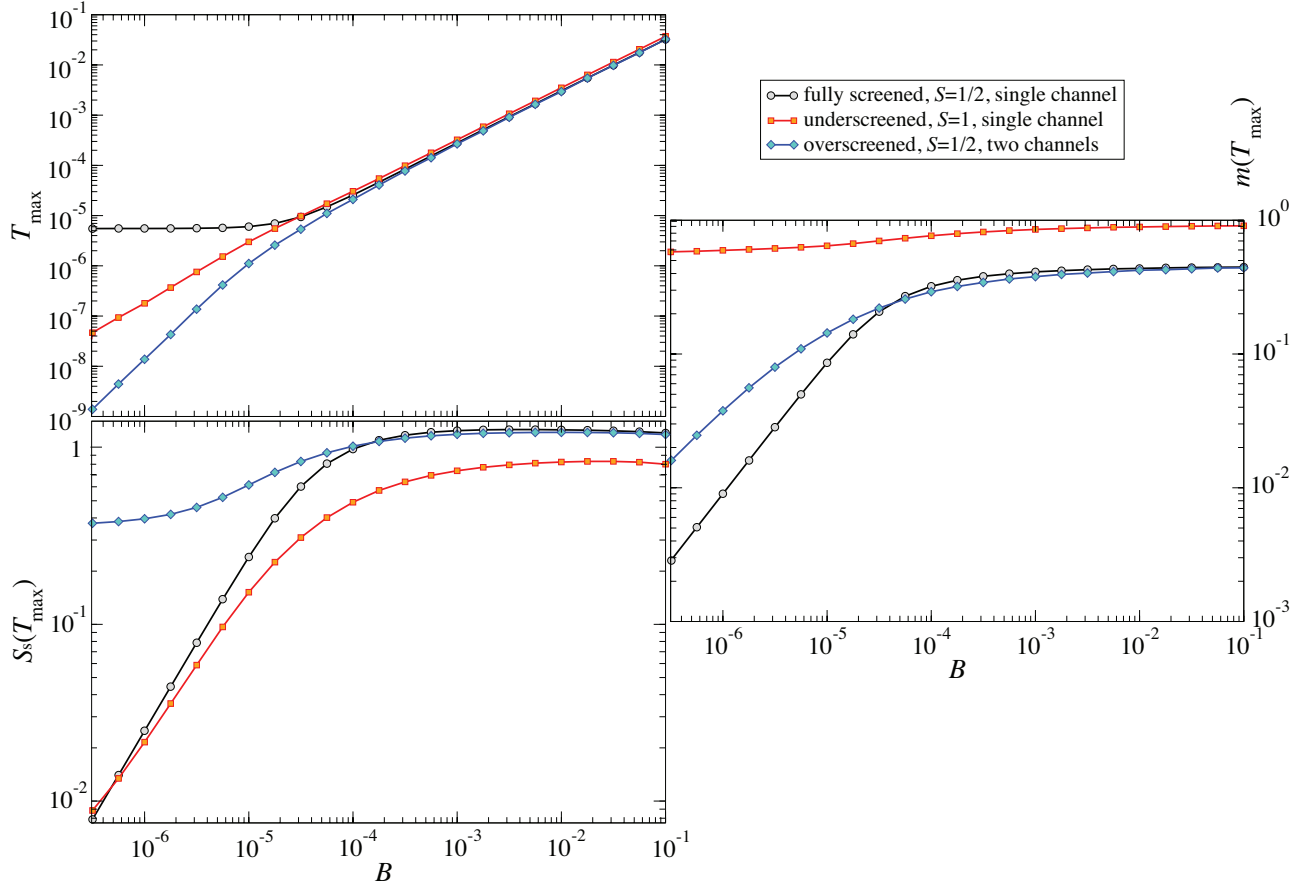 10^-1
10^-2
10^-3
10^-4
10^-5
10^-6
10^-7
10^-8
10^-9
T_max
fully screened, S=1/2, single channel
underscreened, S=1, single channel
overscreened, S=1/2, two channels
m(T_max)
10^0
10^-1
10^-2
10^-3
10^-6 10^-5 10^-4 10^-3 10^-2 10^-1
B
10
1
10^-1
10^-2
S_s(T_max)
10^-6 10^-5 10^-4 10^-3 10^-2 10^-1
B